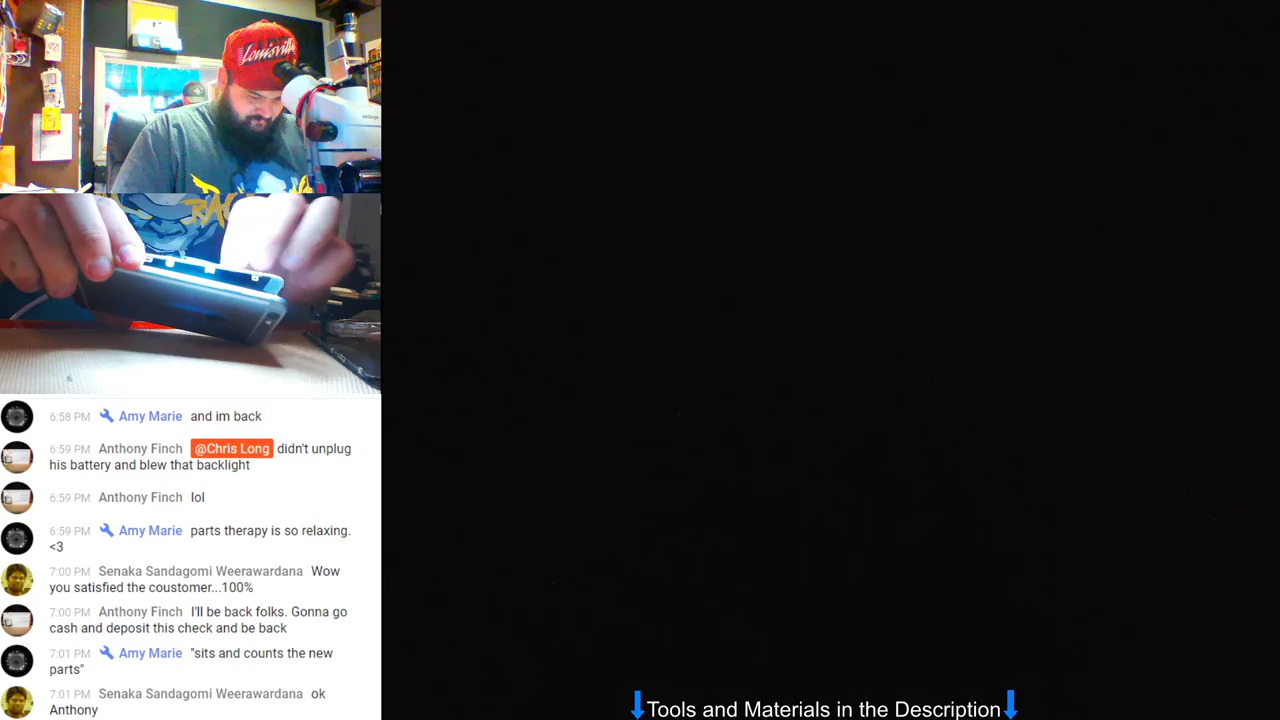 Louisville
RAG
6:58 PM Amy Marie and im back
6:59 PM Anthony Finch @Chris Long didn't unplug
his battery and blew that backlight
6:59 PM Anthony Finch lol
6:59 PM Amy Marie parts therapy is so relaxing.
<3
7:00 PM Senaka Sandagomi Weerawardana Wow
you satisfied the coustomer...100%
7:00 PM Anthony Finch I'll be back folks. Gonna go
cash and deposit this check and be back
7:01 PM Amy Marie "sits and counts the new
parts"
7:01 PM Senaka Sandagomi Weerawardana ok
Anthony
Tools and Materials in the Description